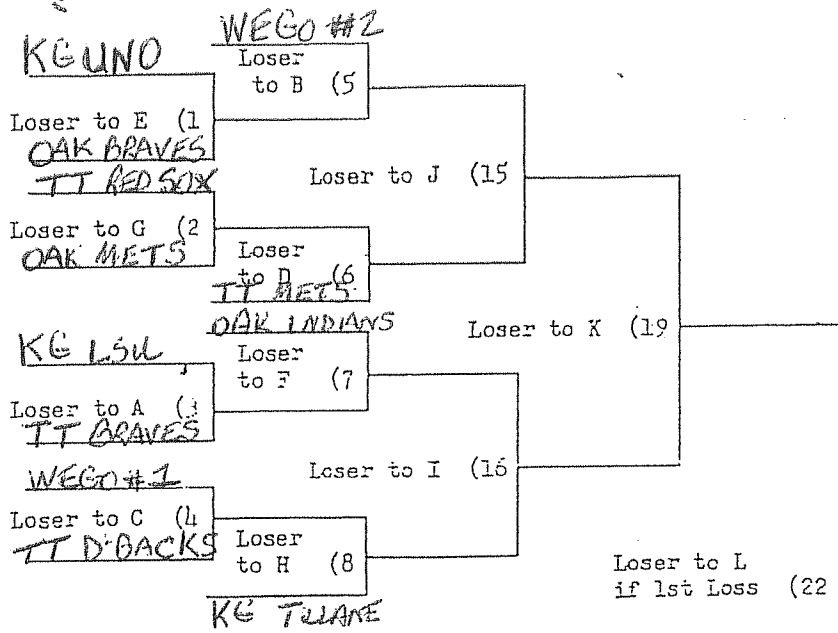 WEGO #2
KG UNO
Loser
to B (5
Loser to E (1
OAK BRAVES
TT RED SOX
Loser to J (15
Loser to G (2
OAK METS
Loser
to D (6
TT METS
OAK INDIANS
Loser to K (19
KG LSU
Loser
to F (7
Loser to A (3
TT BRAVES
WEGO #1
Loser to I (16
Loser to C (4
TT D'BACKS
Loser
to H (8
KG TULANE
Loser to L
if 1st Loss (22